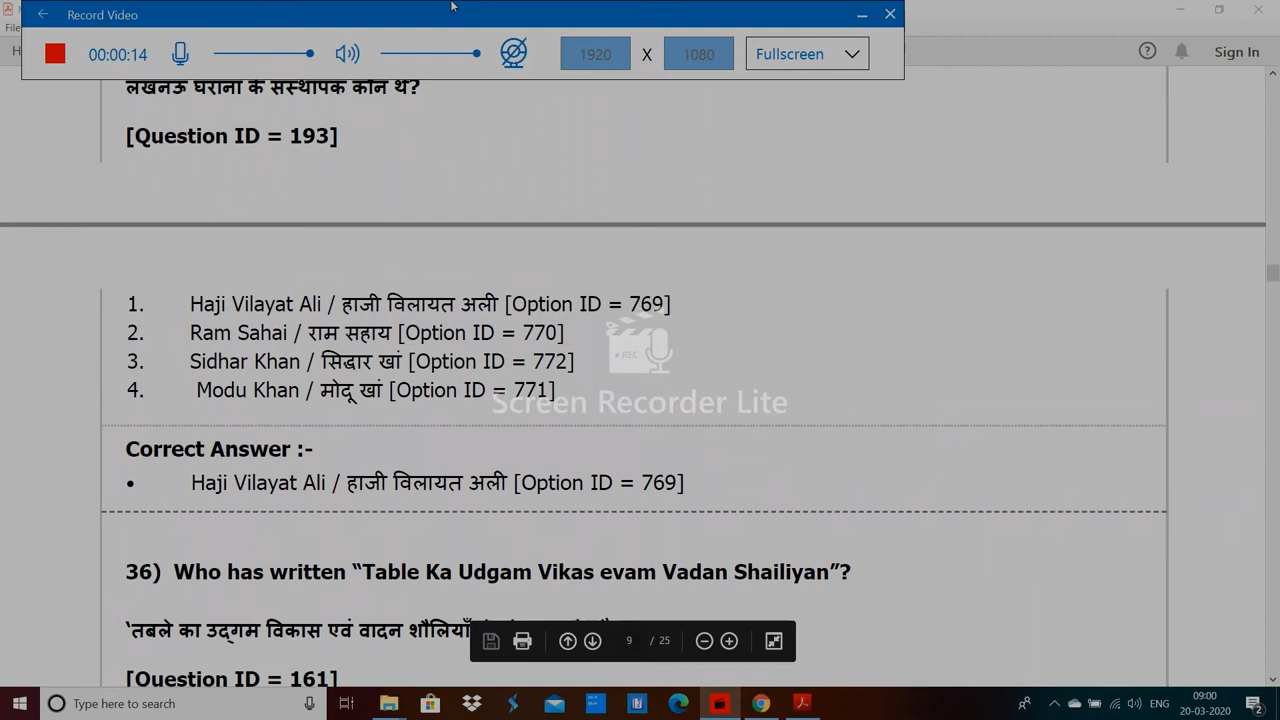 Record Video
00:00:14
1920 X 1080 Fullscreen
Sign In
लखनऊ घराना के संस्थापक कौन थे?
[Question ID = 193]
1. Haji Vilayat Ali / हाजी विलायत अली [Option ID = 769]
2. Ram Sahai / राम सहाय [Option ID = 770]
3. Sidhar Khan / सिद्धार खां [Option ID = 772]
4. Modu Khan / मोदू खां [Option ID = 771]
REC
Screen Recorder Lite
Correct Answer :-
• Haji Vilayat Ali / हाजी विलायत अली [Option ID = 769]
36) Who has written “Table Ka Udgam Vikas evam Vadan Shailiyan”?
‘तबले का उद्गम विकास एवं वादन शौलियाँ
9 / 25
[Question ID = 161]
Type here to search
ENG
09:00
20-03-2020
2